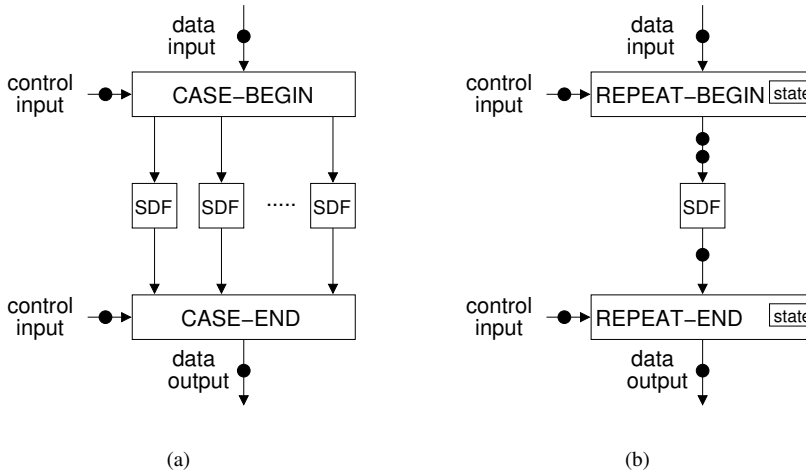 data
input
control
input
CASE-BEGIN
SDF
SDF
.....
SDF
control
input
CASE-END
data
output
(a)
data
input
control
input
REPEAT-BEGIN
state
SDF
control
input
REPEAT-END
state
data
output
(b)